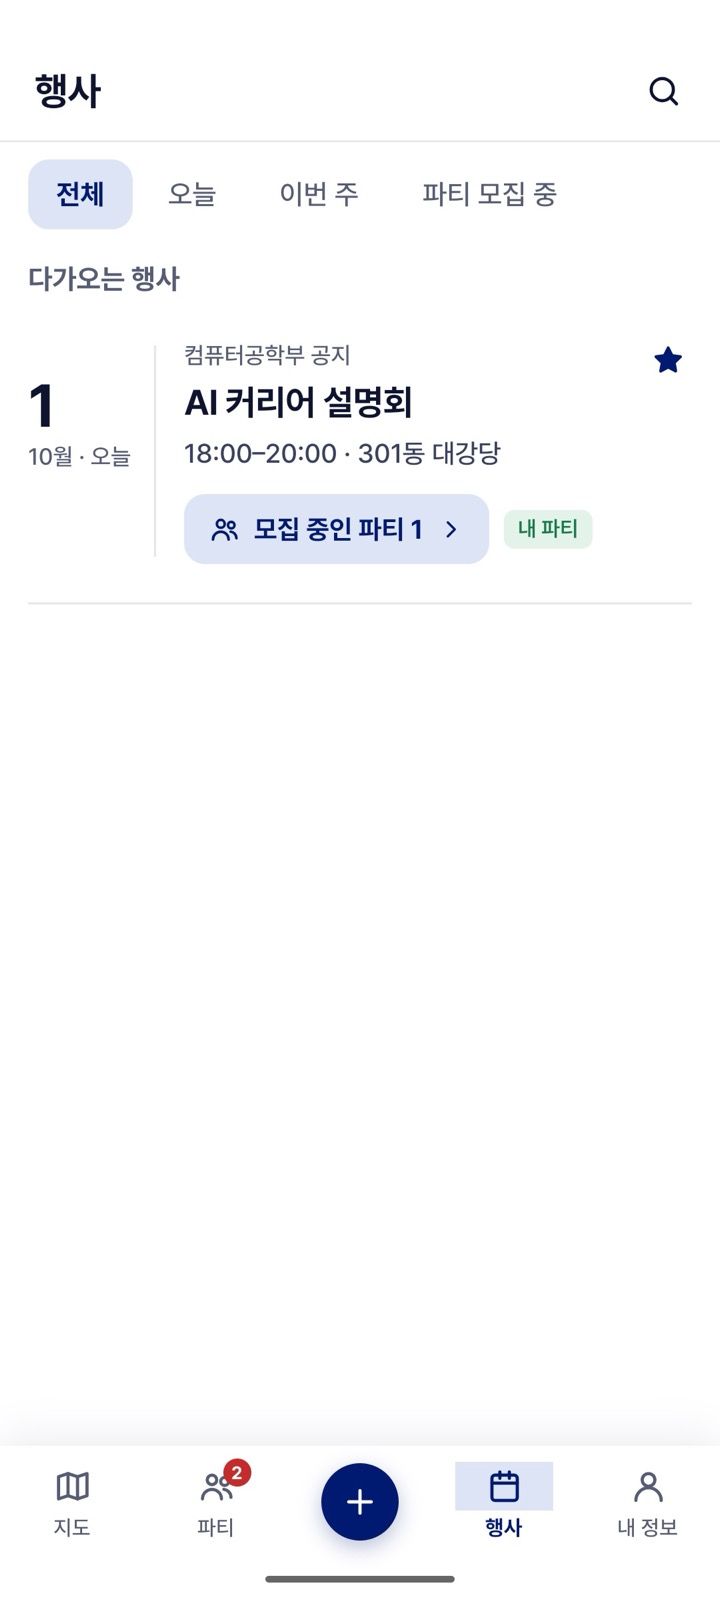 행사
전체 오늘 이번 주 파티 모집 중
다가오는 행사
1
10월 · 오늘
컴퓨터공학부 공지
AI 커리어 설명회
18:00–20:00 · 301동 대강당
모집 중인 파티 1
내 파티
2
지도 파티 행사 내 정보